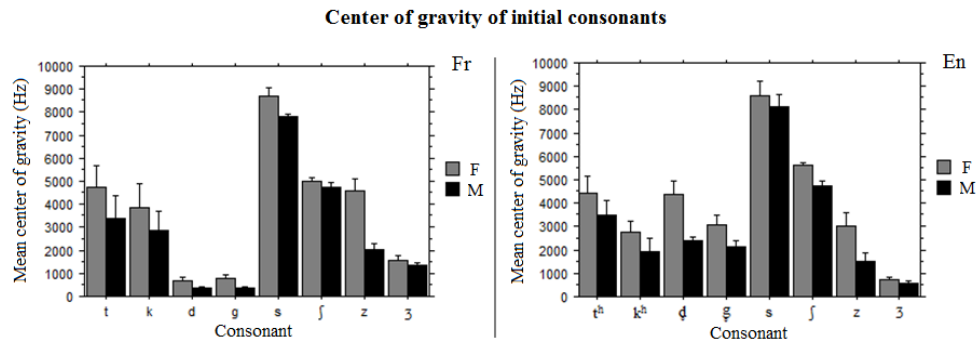 Center of gravity of initial consonants
Fr
Mean center of gravity (Hz)
10000
9000
8000
7000
6000
5000
4000
3000
2000
1000
0
t k d g s ʃ z ʒ
Consonant
F
M
En
Mean center of gravity (Hz)
10000
9000
8000
7000
6000
5000
4000
3000
2000
1000
0
tʰ kʰ d̥ g̥ s ʃ z ʒ
Consonant
F
M